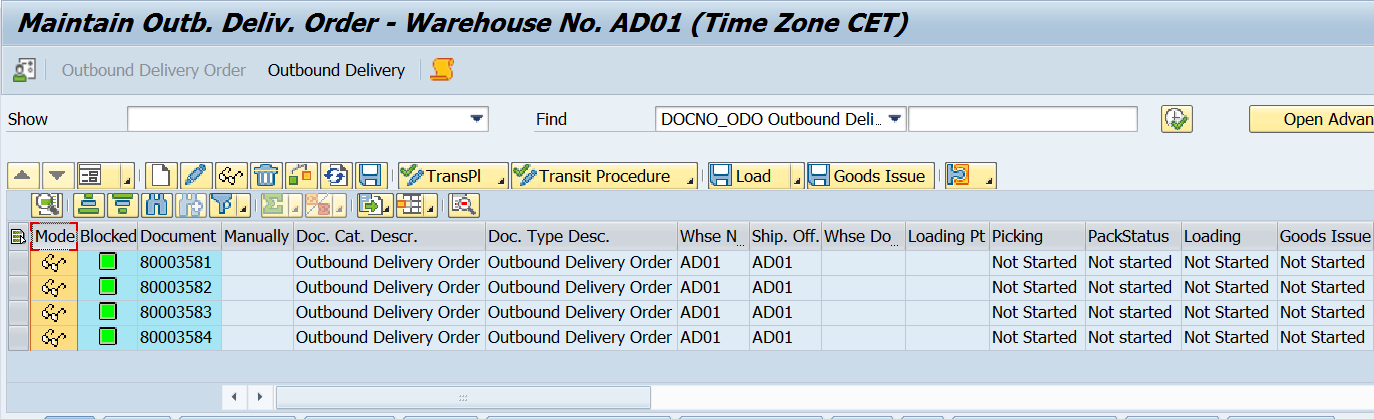 Maintain Outb. Deliv. Order - Warehouse No. AD01 (Time Zone CET)
Outbound Delivery Order Outbound Delivery
Show Find DOCNO_ODO Outbound Deli... Open Advan
TransPl Transit Procedure Load Goods Issue
Mode Blocked Document Manually Doc. Cat. Descr. Doc. Type Desc. Whse N... Ship. Off. Whse Do... Loading Pt Picking PackStatus Loading Goods Issue
80003581 Outbound Delivery Order Outbound Delivery Order AD01 AD01 Not Started Not started Not Started Not Started
80003582 Outbound Delivery Order Outbound Delivery Order AD01 AD01 Not Started Not started Not Started Not Started
80003583 Outbound Delivery Order Outbound Delivery Order AD01 AD01 Not Started Not started Not Started Not Started
80003584 Outbound Delivery Order Outbound Delivery Order AD01 AD01 Not Started Not started Not Started Not Started